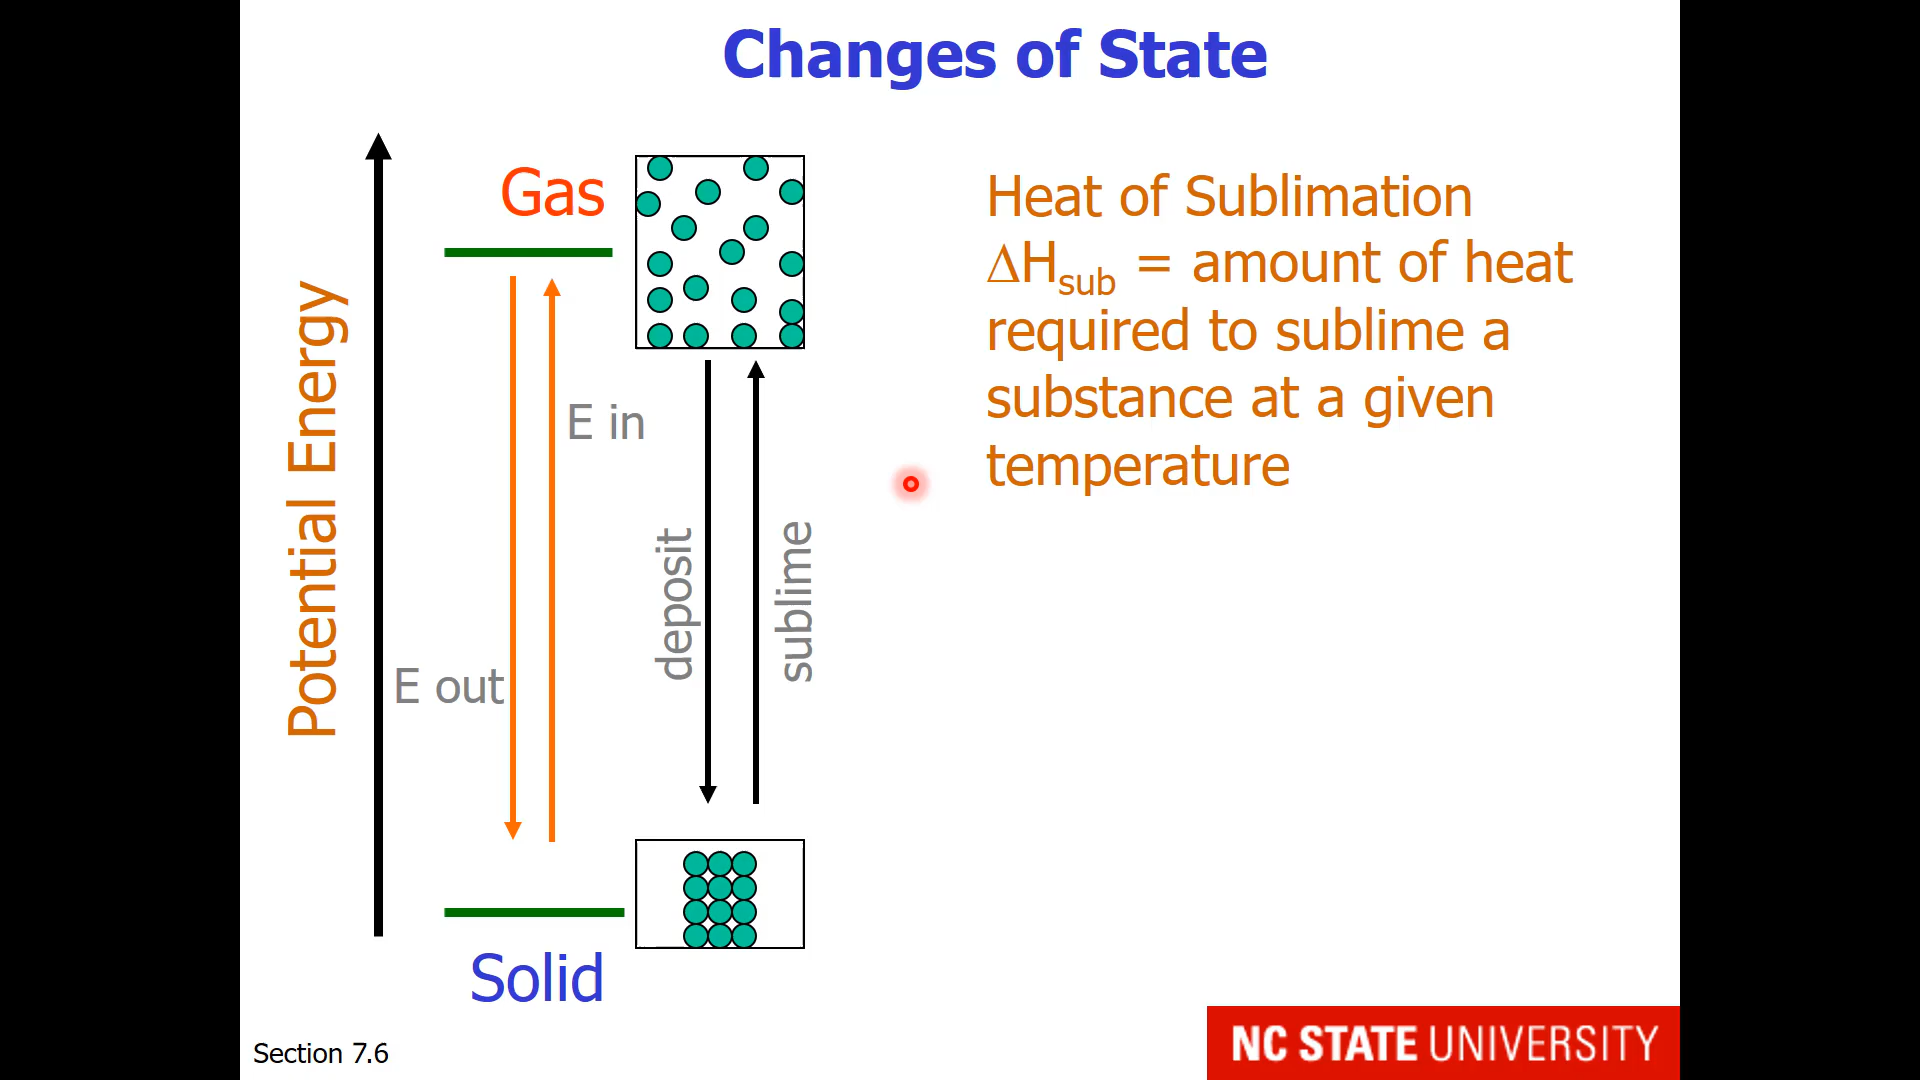 Changes of State
Potential Energy
Gas
E in
E out
deposit
sublime
Solid
Heat of Sublimation
ΔHsub = amount of heat
required to sublime a
substance at a given
temperature
Section 7.6
NC STATE UNIVERSITY